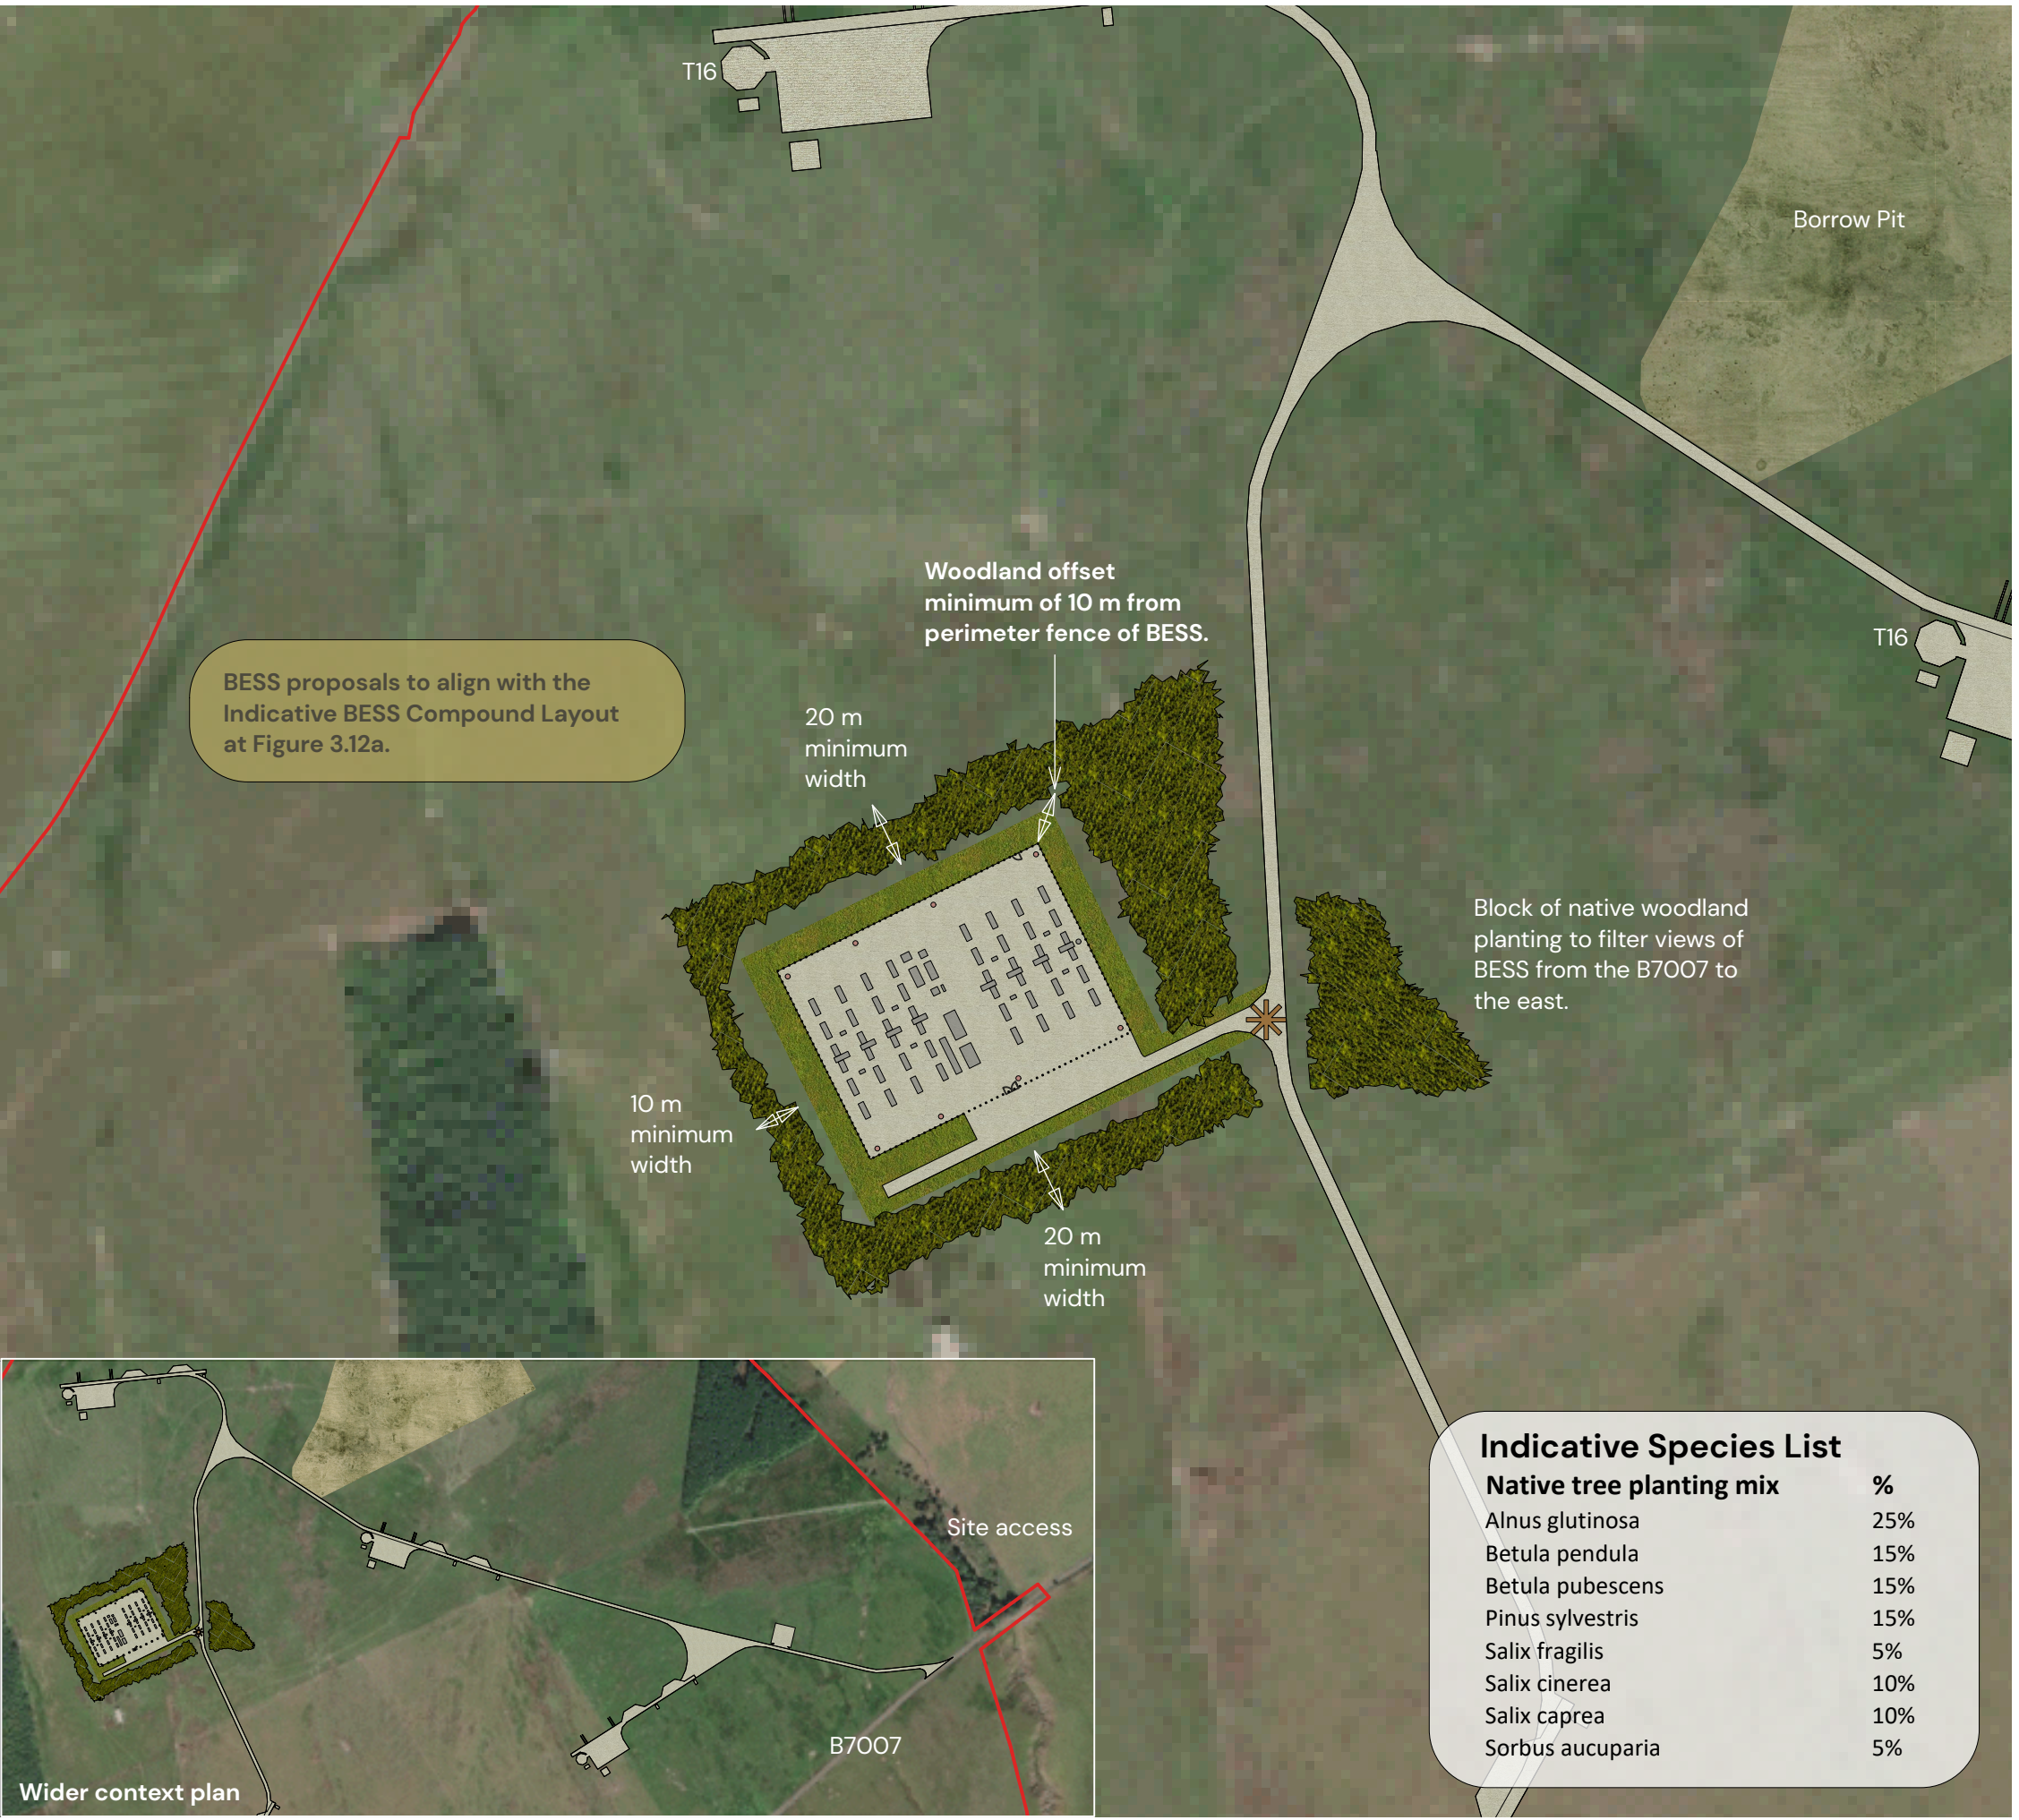 T16
Borrow Pit
Woodland offset
minimum of 10 m from
perimeter fence of BESS.
T16
BESS proposals to align with the
Indicative BESS Compound Layout
at Figure 3.12a.
20 m
minimum
width
Block of native woodland
planting to filter views of
BESS from the B7007 to
the east.
10 m
minimum
width
20 m
minimum
width
Site access
B7007
Wider context plan
Indicative Species List
Native tree planting mix %
Alnus glutinosa 25%
Betula pendula 15%
Betula pubescens 15%
Pinus sylvestris 15%
Salix fragilis 5%
Salix cinerea 10%
Salix caprea 10%
Sorbus aucuparia 5%